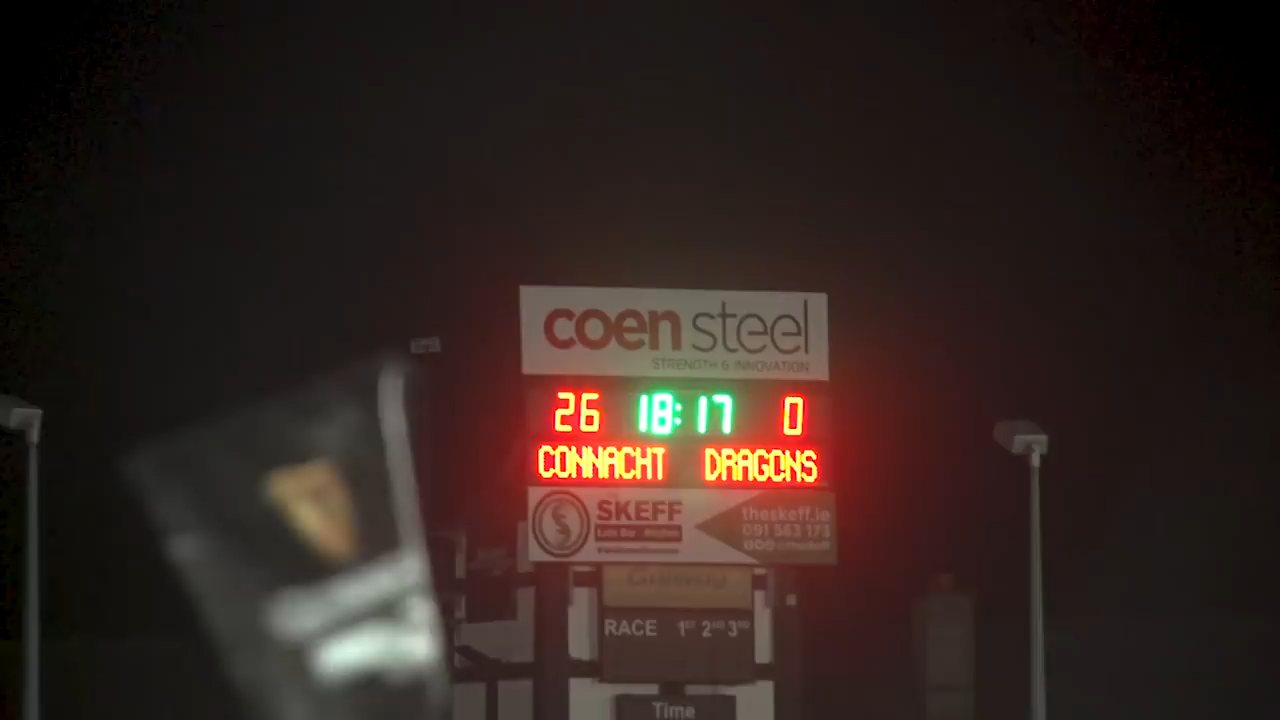 coen steel
STRENGTH & INNOVATION
26 18:17 0
CONNACHT DRAGONS
SKEFF
theskeff.ie
091 563 173
RACE 1ST 2ND 3RD
Time